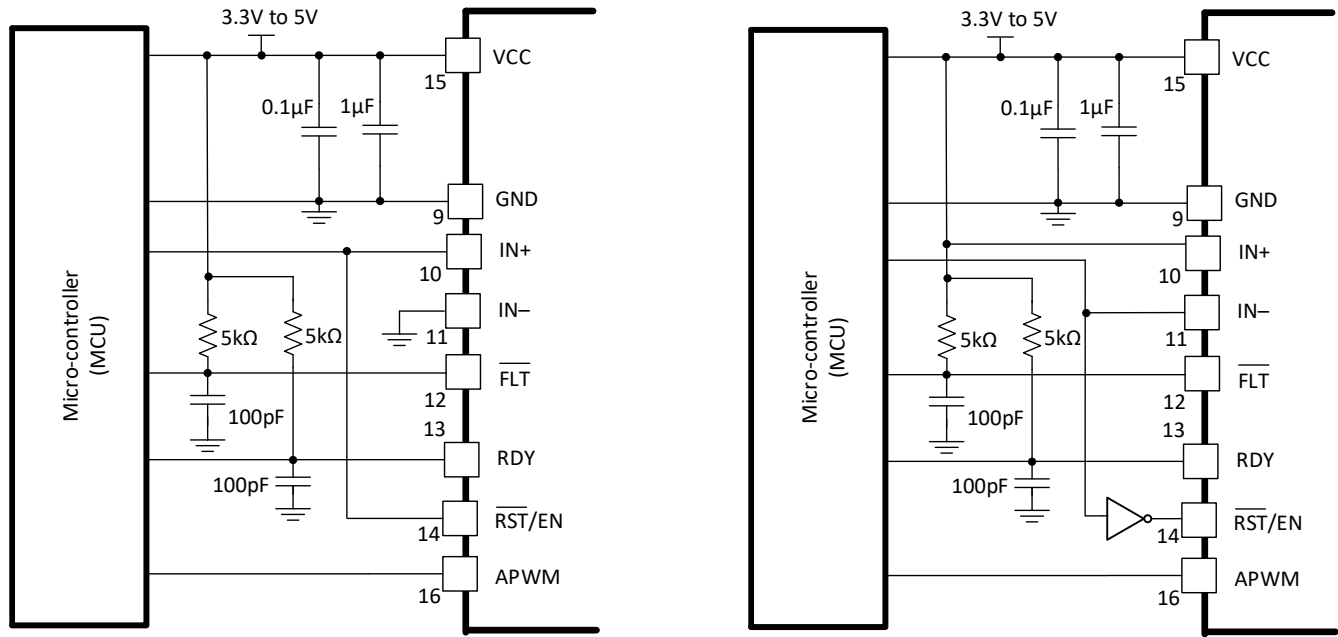 3.3V to 5V
VCC
15
0.1µF
1µF
GND
9
IN+
10
IN–
11
5kΩ
5kΩ
FLT
12
100pF
13
RDY
100pF
RST/EN
14
APWM
16
Micro-controller
(MCU)
3.3V to 5V
VCC
15
0.1µF
1µF
GND
9
IN+
10
IN–
11
5kΩ
5kΩ
FLT
12
100pF
13
RDY
100pF
RST/EN
14
APWM
16
Micro-controller
(MCU)